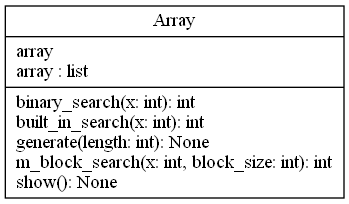 Array
array
array : list
binary_search(x: int): int
built_in_search(x: int): int
generate(length: int): None
m_block_search(x: int, block_size: int): int
show(): None